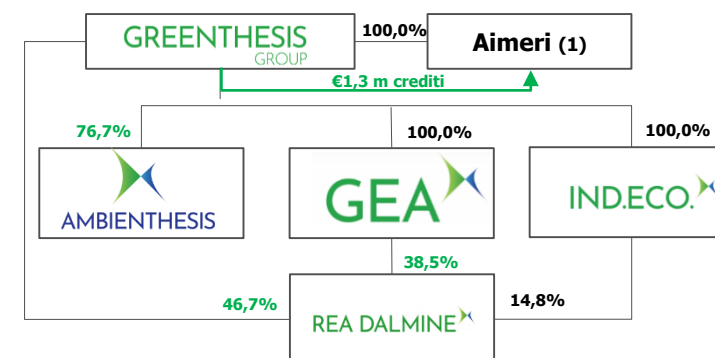 GREENTHESIS
GROUP
100,0%
Aimeri (1)
€1,3 m crediti
76,7%
100,0%
100,0%
AMBIENTHESIS
GEA
IND.ECO.
38,5%
46,7%
14,8%
REA DALMINE